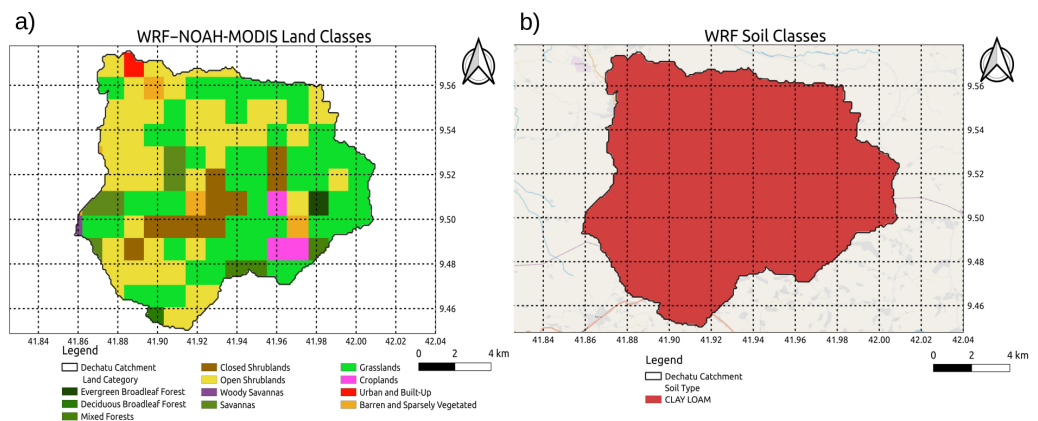 a)
WRF–NOAH-MODIS Land Classes
9.56
9.54
9.52
9.50
9.48
9.46
41.84 41.86 41.88 41.90 41.92 41.94 41.96 41.98 42.00 42.02 42.04
Legend
Dechatu Catchment
Land Category
Evergreen Broadleaf Forest
Deciduous Broadleaf Forest
Mixed Forests
Closed Shrublands
Open Shrublands
Woody Savannas
Savannas
Grasslands
Croplands
Urban and Built-Up
Barren and Sparsely Vegetated
0 2 4 km
b)
WRF Soil Classes
9.56
9.54
9.52
9.50
9.48
9.46
41.84 41.86 41.88 41.90 41.92 41.94 41.96 41.98 42.00 42.02 42.04
Legend
Dechatu Catchment
Soil Type
CLAY LOAM
0 2 4 km